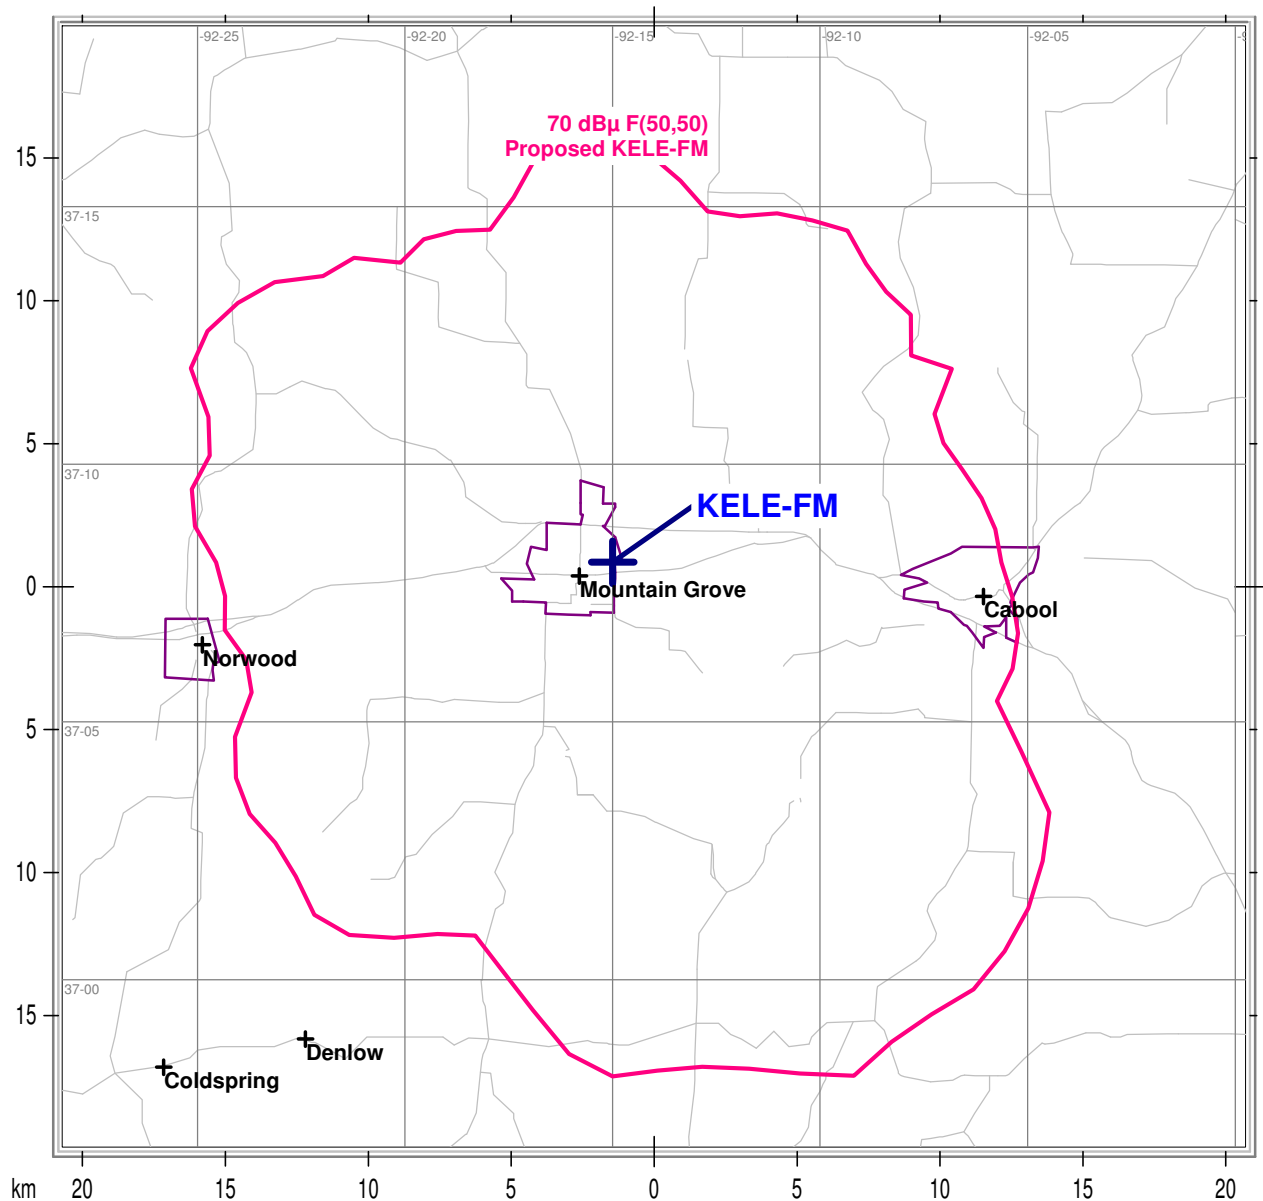 -92-25
-92-20
-92-15
-92-10
-92-05
70 dBµ F(50,50)
Proposed KELE-FM
15
37-15
10
5
37-10
KELE-FM
0
Mountain Grove
Cabool
Norwood
5
37-05
10
37-00
15
Denlow
Coldspring
km 20 15 10 5 0 5 10 15 20